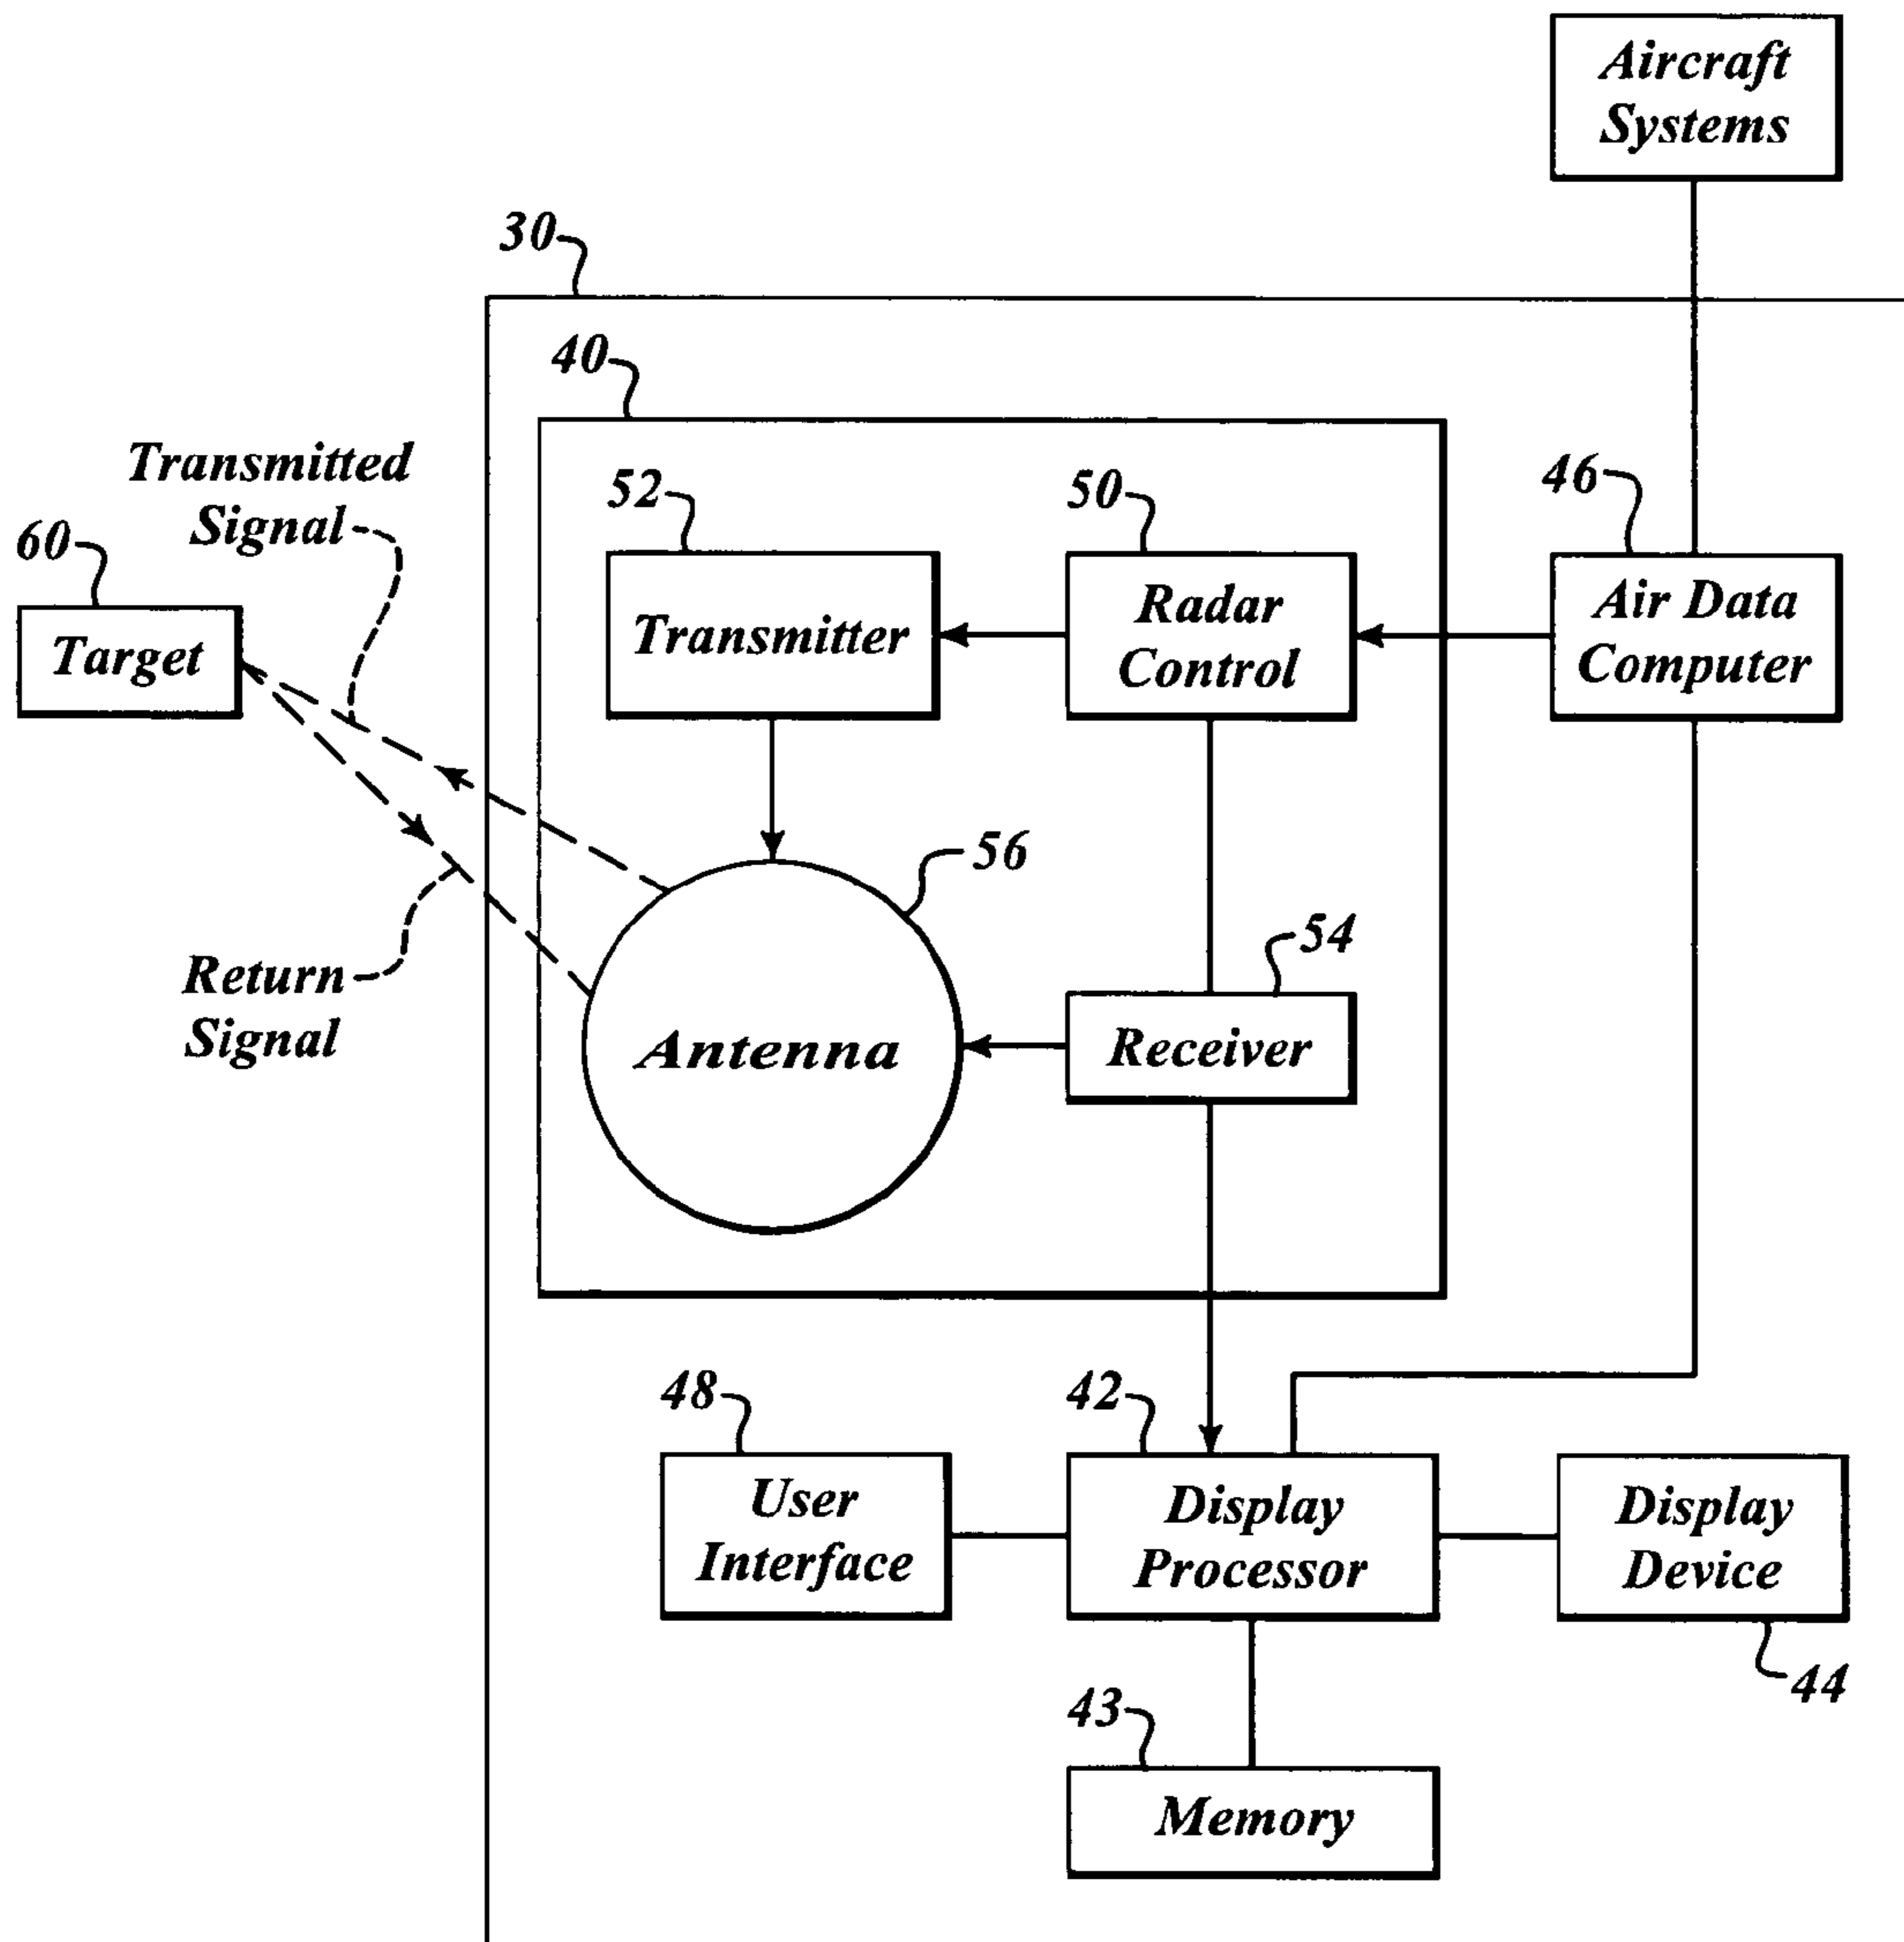 Aircraft
Systems
30
40
Transmitted
Signal
52
50
46
60
Target
Transmitter
Radar
Control
Air Data
Computer
56
54
Return
Signal
Antenna
Receiver
48
42
User
Interface
Display
Processor
Display
Device
44
43
Memory